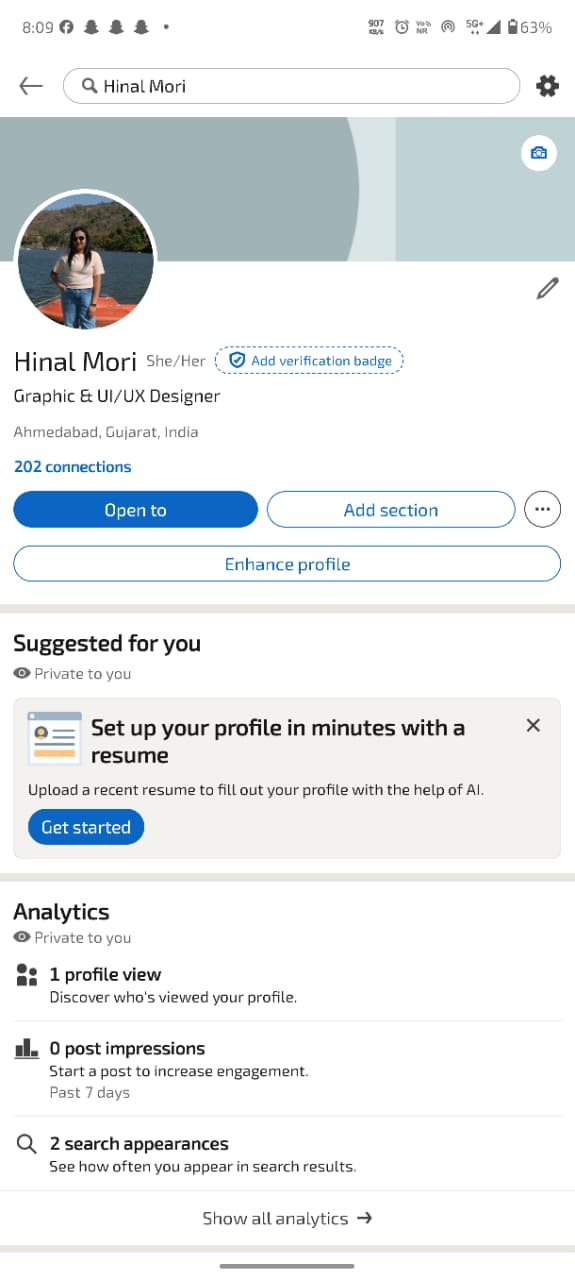 8:09
907 KB/s VoNR 5G+ 63%
Hinal Mori
Hinal Mori She/Her Add verification badge
Graphic & UI/UX Designer
Ahmedabad, Gujarat, India
202 connections
Open to Add section ...
Enhance profile
Suggested for you
Private to you
Set up your profile in minutes with a
resume
Upload a recent resume to fill out your profile with the help of AI.
Get started
Analytics
Private to you
1 profile view
Discover who's viewed your profile.
0 post impressions
Start a post to increase engagement.
Past 7 days
2 search appearances
See how often you appear in search results.
Show all analytics →